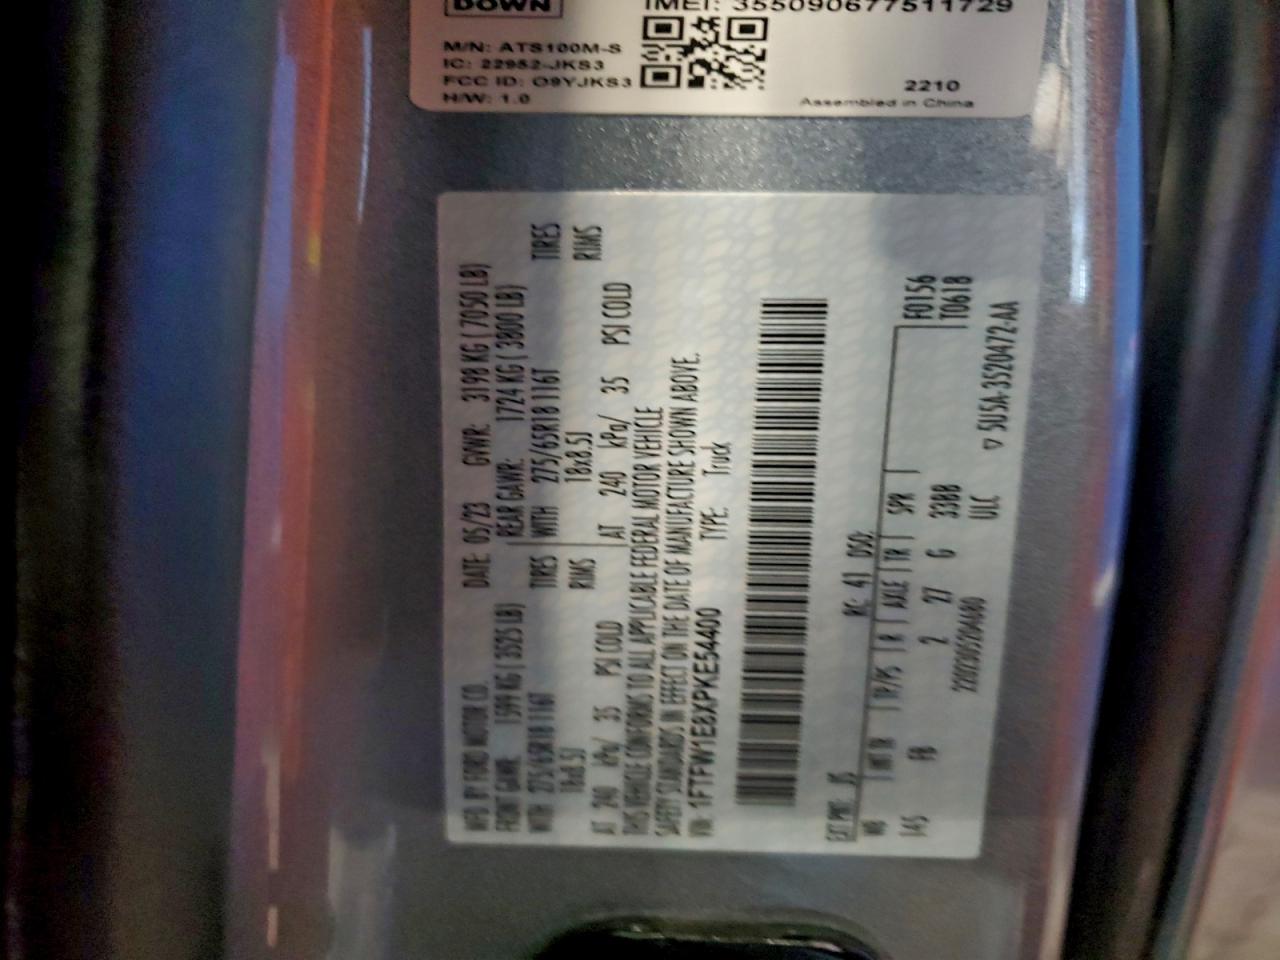 DOWN
IMEI: 355090677511729
M/N: ATS100M-S
IC: 22952-JKS3
FCC ID: O9YJKS3
H/W: 1.0
2210
Assembled in China
MFD. BY FORD MOTOR CO.
DATE: 05/23 GVWR: 3198 KG ( 7050 LB)
FRONT GAWR: 1599 KG ( 3525 LB)
REAR GAWR: 1724 KG ( 3800 LB)
WITH 275/65R18 116T TIRES
WITH 275/65R18 116T TIRES
18x8.5J RIMS
18x8.5J RIMS
AT 240 kPa/ 35 PSI COLD
AT 240 kPa/ 35 PSI COLD
THIS VEHICLE CONFORMS TO ALL APPLICABLE FEDERAL MOTOR VEHICLE
SAFETY STANDARDS IN EFFECT ON THE DATE OF MANUFACTURE SHOWN ABOVE.
VIN: 1FTFW1E8XPKE54400 TYPE: Truck
EXT PNT: JS RC: 41 DSO:
WB INT TR TP/PS R AXLE TR SPR F0156
145 FB 2 27 G 33BB T0618
ULC
▽ 5USA-3520472-AA